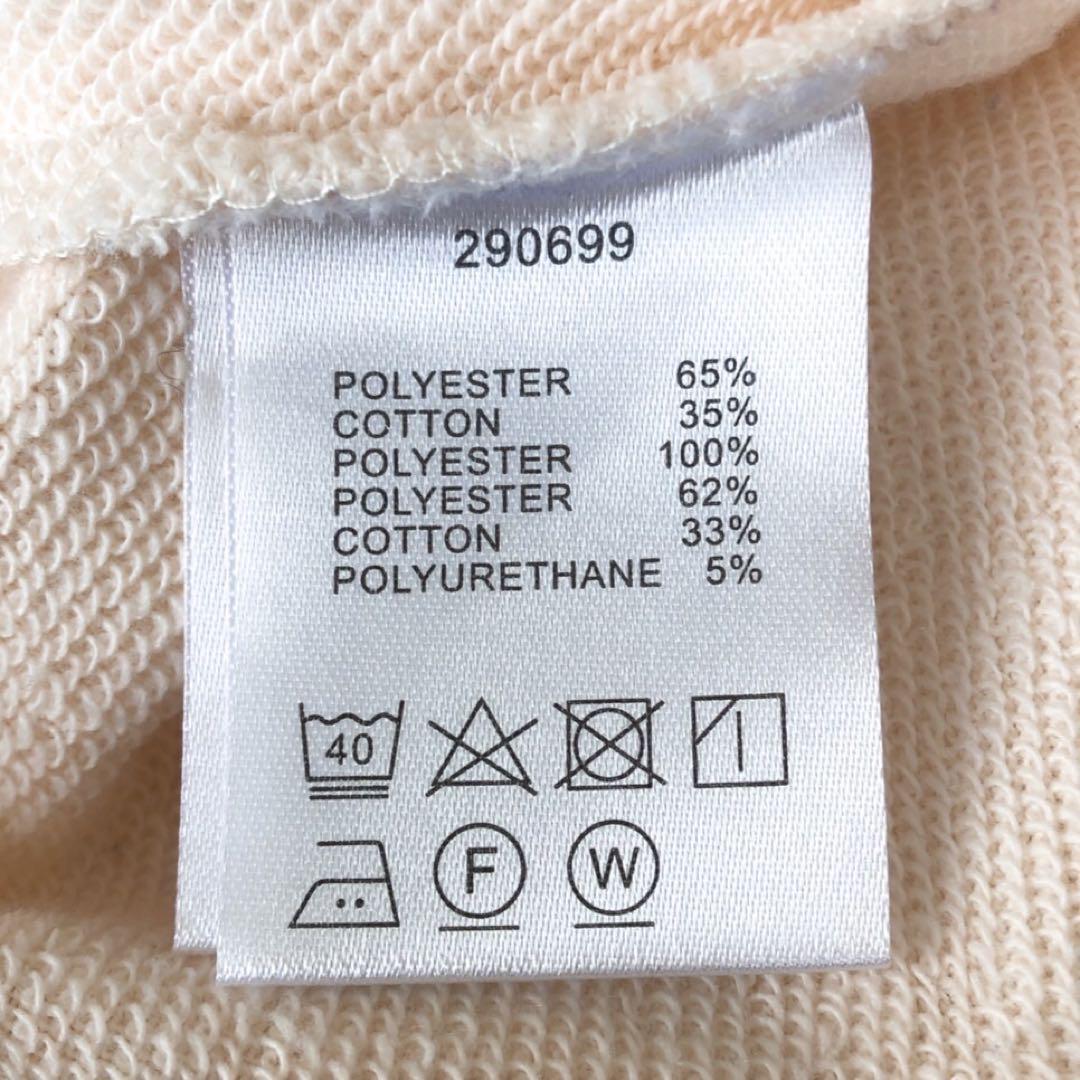 290699
POLYESTER 65%
COTTON 35%
POLYESTER 100%
POLYESTER 62%
COTTON 33%
POLYURETHANE 5%
40
F W